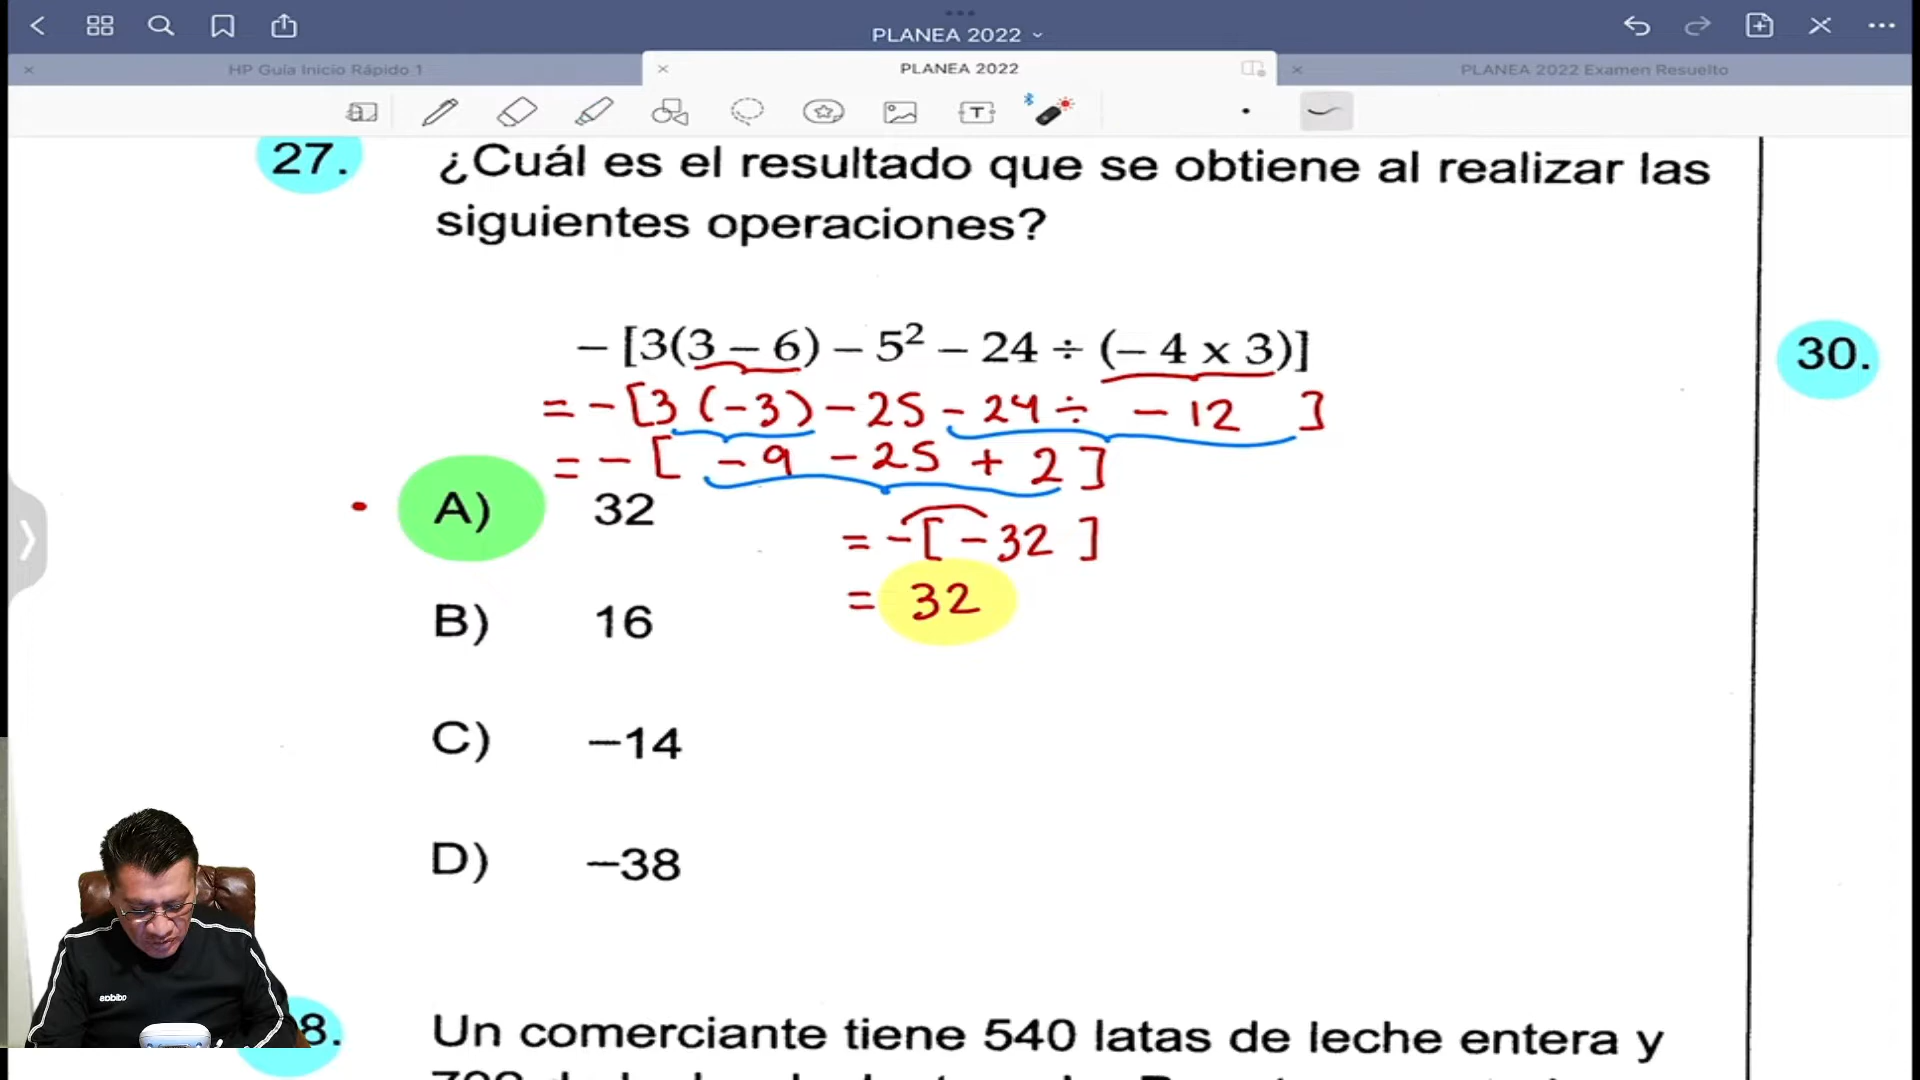 PLANEA 2022
HP Guía Inicio Rápido 1
PLANEA 2022
PLANEA 2022 Examen Resuelto
27. ¿Cuál es el resultado que se obtiene al realizar las
siguientes operaciones?
– [3(3 – 6) – 5² – 24 ÷ (– 4 x 3)]
= - [3 (-3) - 25 - 24 ÷ - 12 ]
= - [ - 9 - 25 + 2 ]
A) 32
= - [ - 32 ]
= 32
B) 16
C) –14
D) –38
30.
8. Un comerciante tiene 540 latas de leche entera y